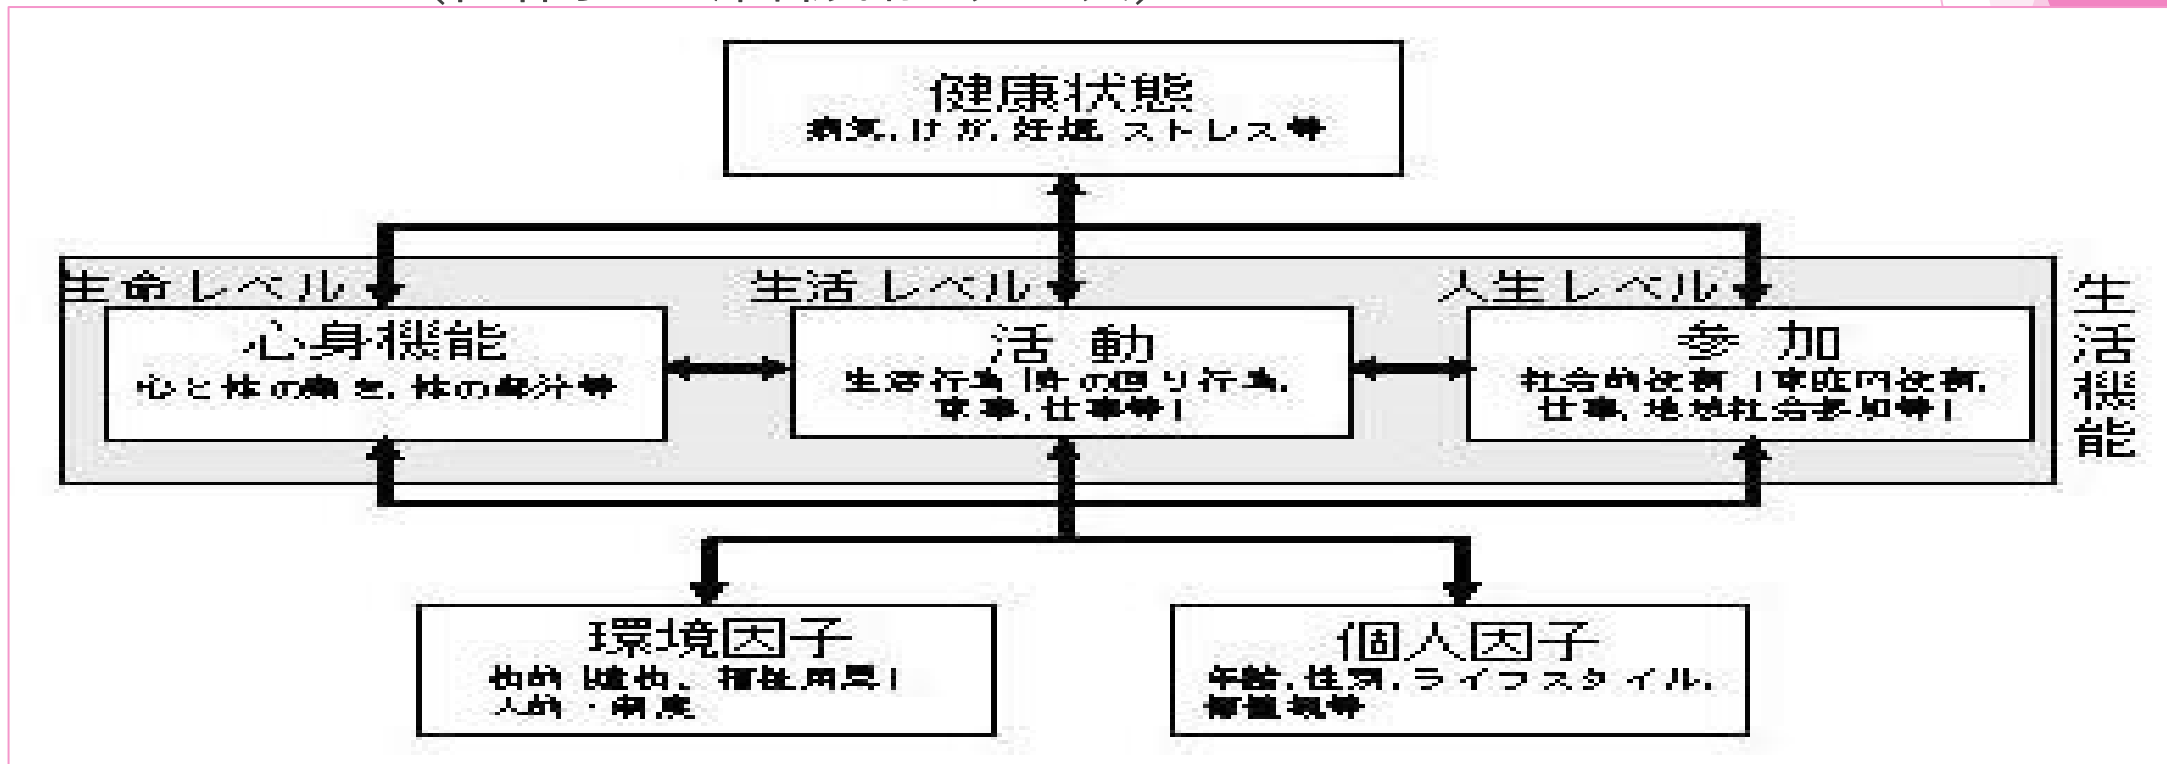 健康状態
病気,けが,妊娠,ストレス等
生命レベル
生活レベル
人生レベル
心身機能
心と体の働き,体の部分等
活 動
生活行為(身の回り行為,
家事,仕事等)
参 加
社会的役割(家庭内役割,
仕事,地域社会参加等)
生活機能
環境因子
物的(建物、福祉用具)
人的・制度
個人因子
年齢,性別,ライフスタイル,
価値観等